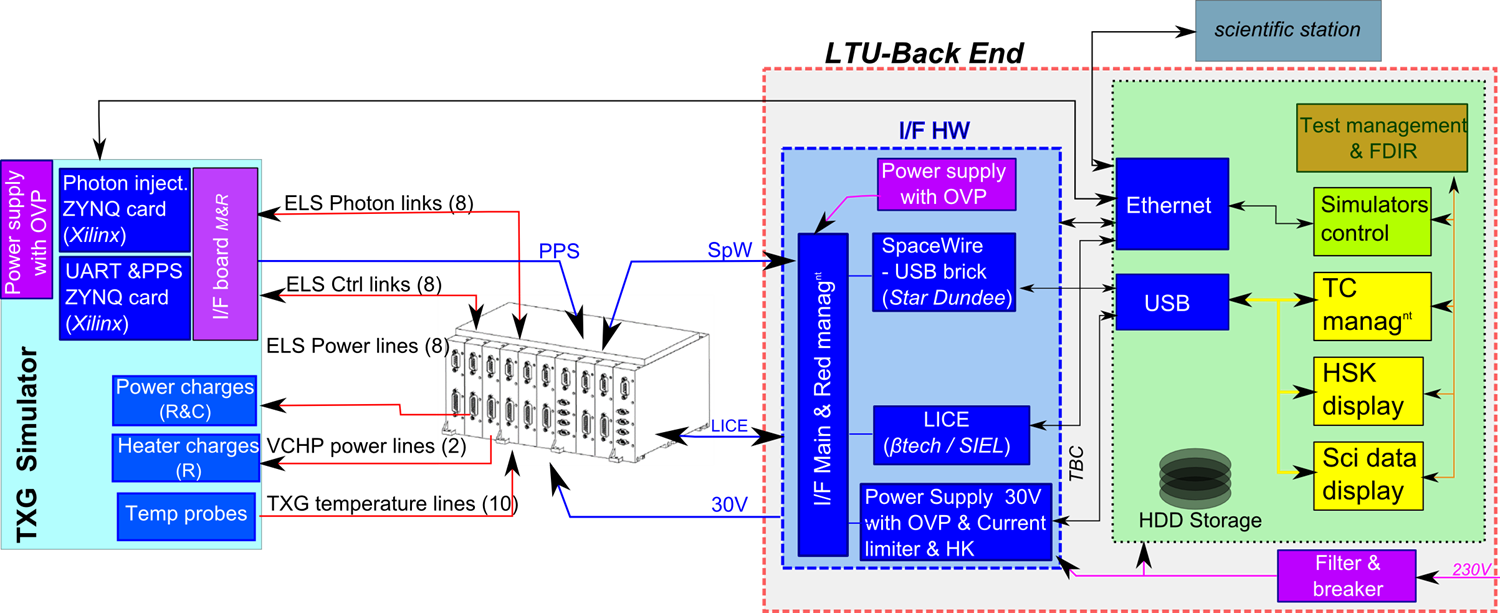 scientific station
LTU-Back End
I/F HW
Power supply
with OVP
Photon inject.
ZYNQ card
(Xilinx)
UART &PPS
ZYNQ card
(Xilinx)
I/F board M&R
TXG Simulator
Power charges
(R&C)
Heater charges
(R)
Temp probes
ELS Photon links (8)
PPS
ELS Ctrl links (8)
ELS Power lines (8)
VCHP power lines (2)
TXG temperature lines (10)
SpW
LICE
30V
I/F Main & Red managnt
Power supply
with OVP
SpaceWire
- USB brick
(Star Dundee)
LICE
(βtech / SIEL)
Power Supply 30V
with OVP & Current
limiter & HK
TBC
Ethernet
USB
Test management
& FDIR
Simulators
control
TC
managnt
HSK
display
Sci data
display
HDD Storage
Filter &
breaker
230V